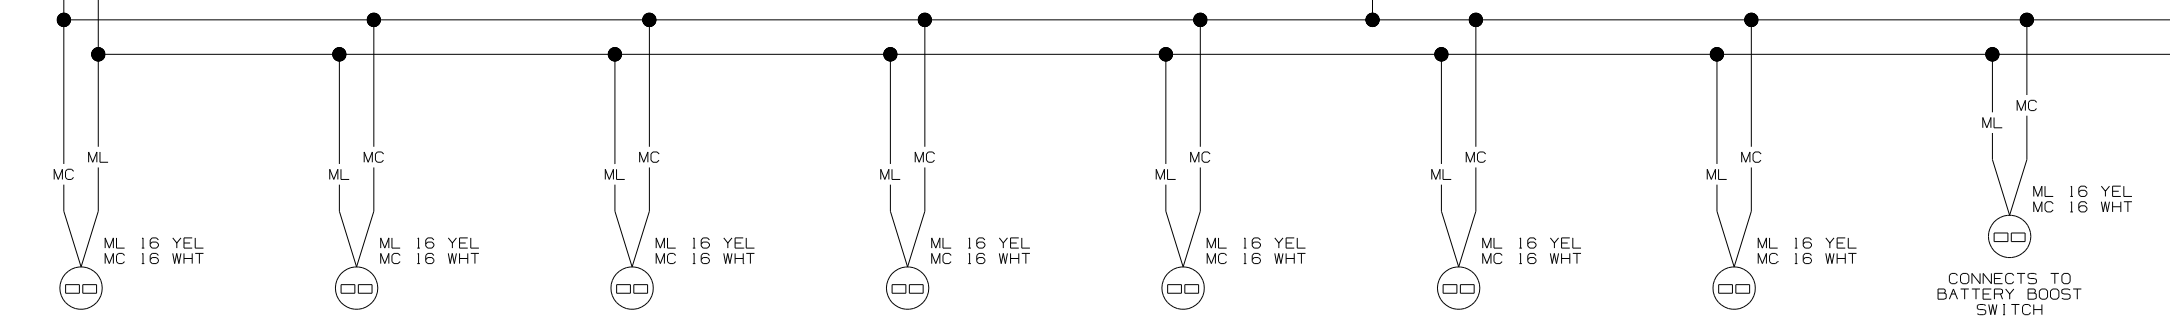 MC
ML
ML 16 YEL
MC 16 WHT
ML
MC
ML 16 YEL
MC 16 WHT
ML
MC
ML 16 YEL
MC 16 WHT
ML
MC
ML 16 YEL
MC 16 WHT
ML
MC
ML 16 YEL
MC 16 WHT
ML
MC
ML 16 YEL
MC 16 WHT
ML
MC
ML 16 YEL
MC 16 WHT
ML
MC
ML 16 YEL
MC 16 WHT
CONNECTS TO
BATTERY BOOST
SWITCH